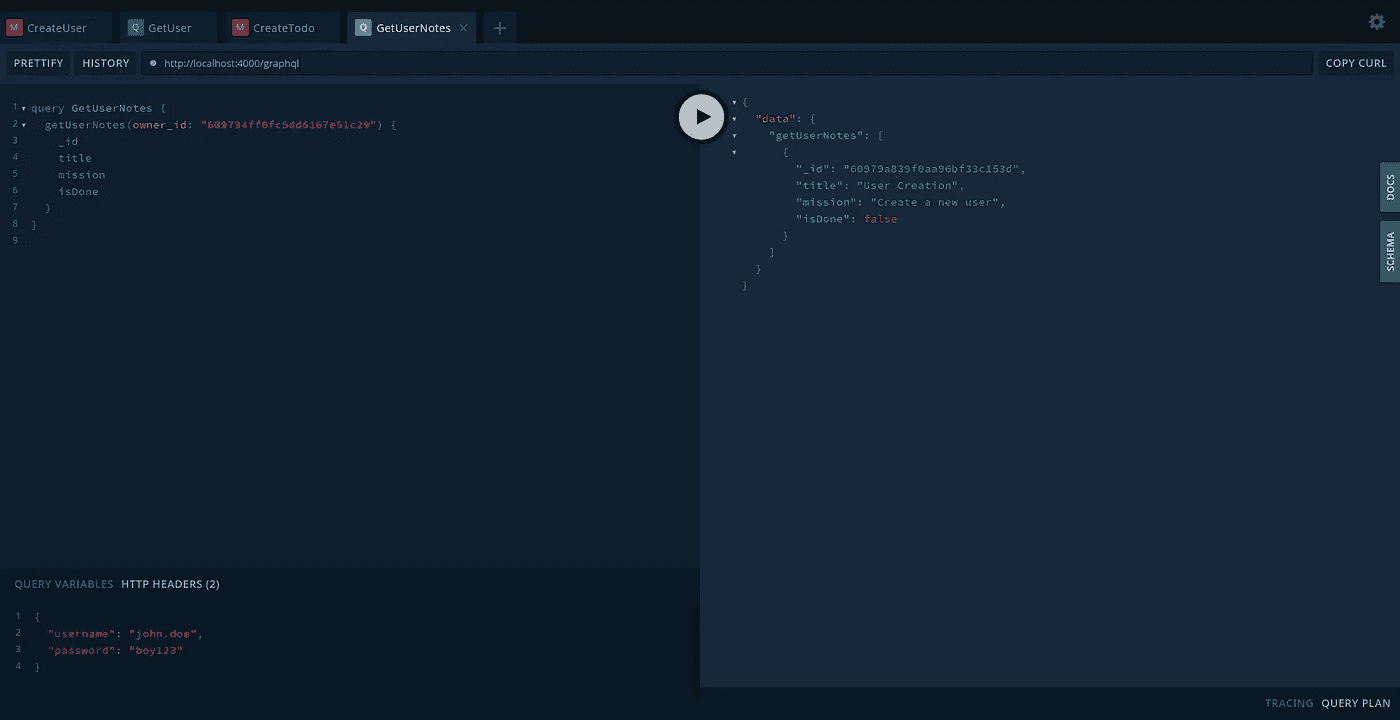 M CreateUser Q GetUser M CreateTodo Q GetUserNotes × +
PRETTIFY HISTORY http://localhost:4000/graphql COPY CURL
1 query GetUserNotes {
2 getUserNotes(owner_id: "609794ff0fc5dd6167e51c29") {
3 _id
4 title
5 mission
6 isDone
7 }
8 }
9
{
"data": {
"getUserNotes": [
{
"_id": "60979a839f0aa96bf33c153d",
"title": "User Creation",
"mission": "Create a new user",
"isDone": false
}
]
}
}
DOCS
SCHEMA
QUERY VARIABLES HTTP HEADERS (2)
1 {
2 "username": "john.doe",
3 "password": "boy123"
4 }
TRACING QUERY PLAN